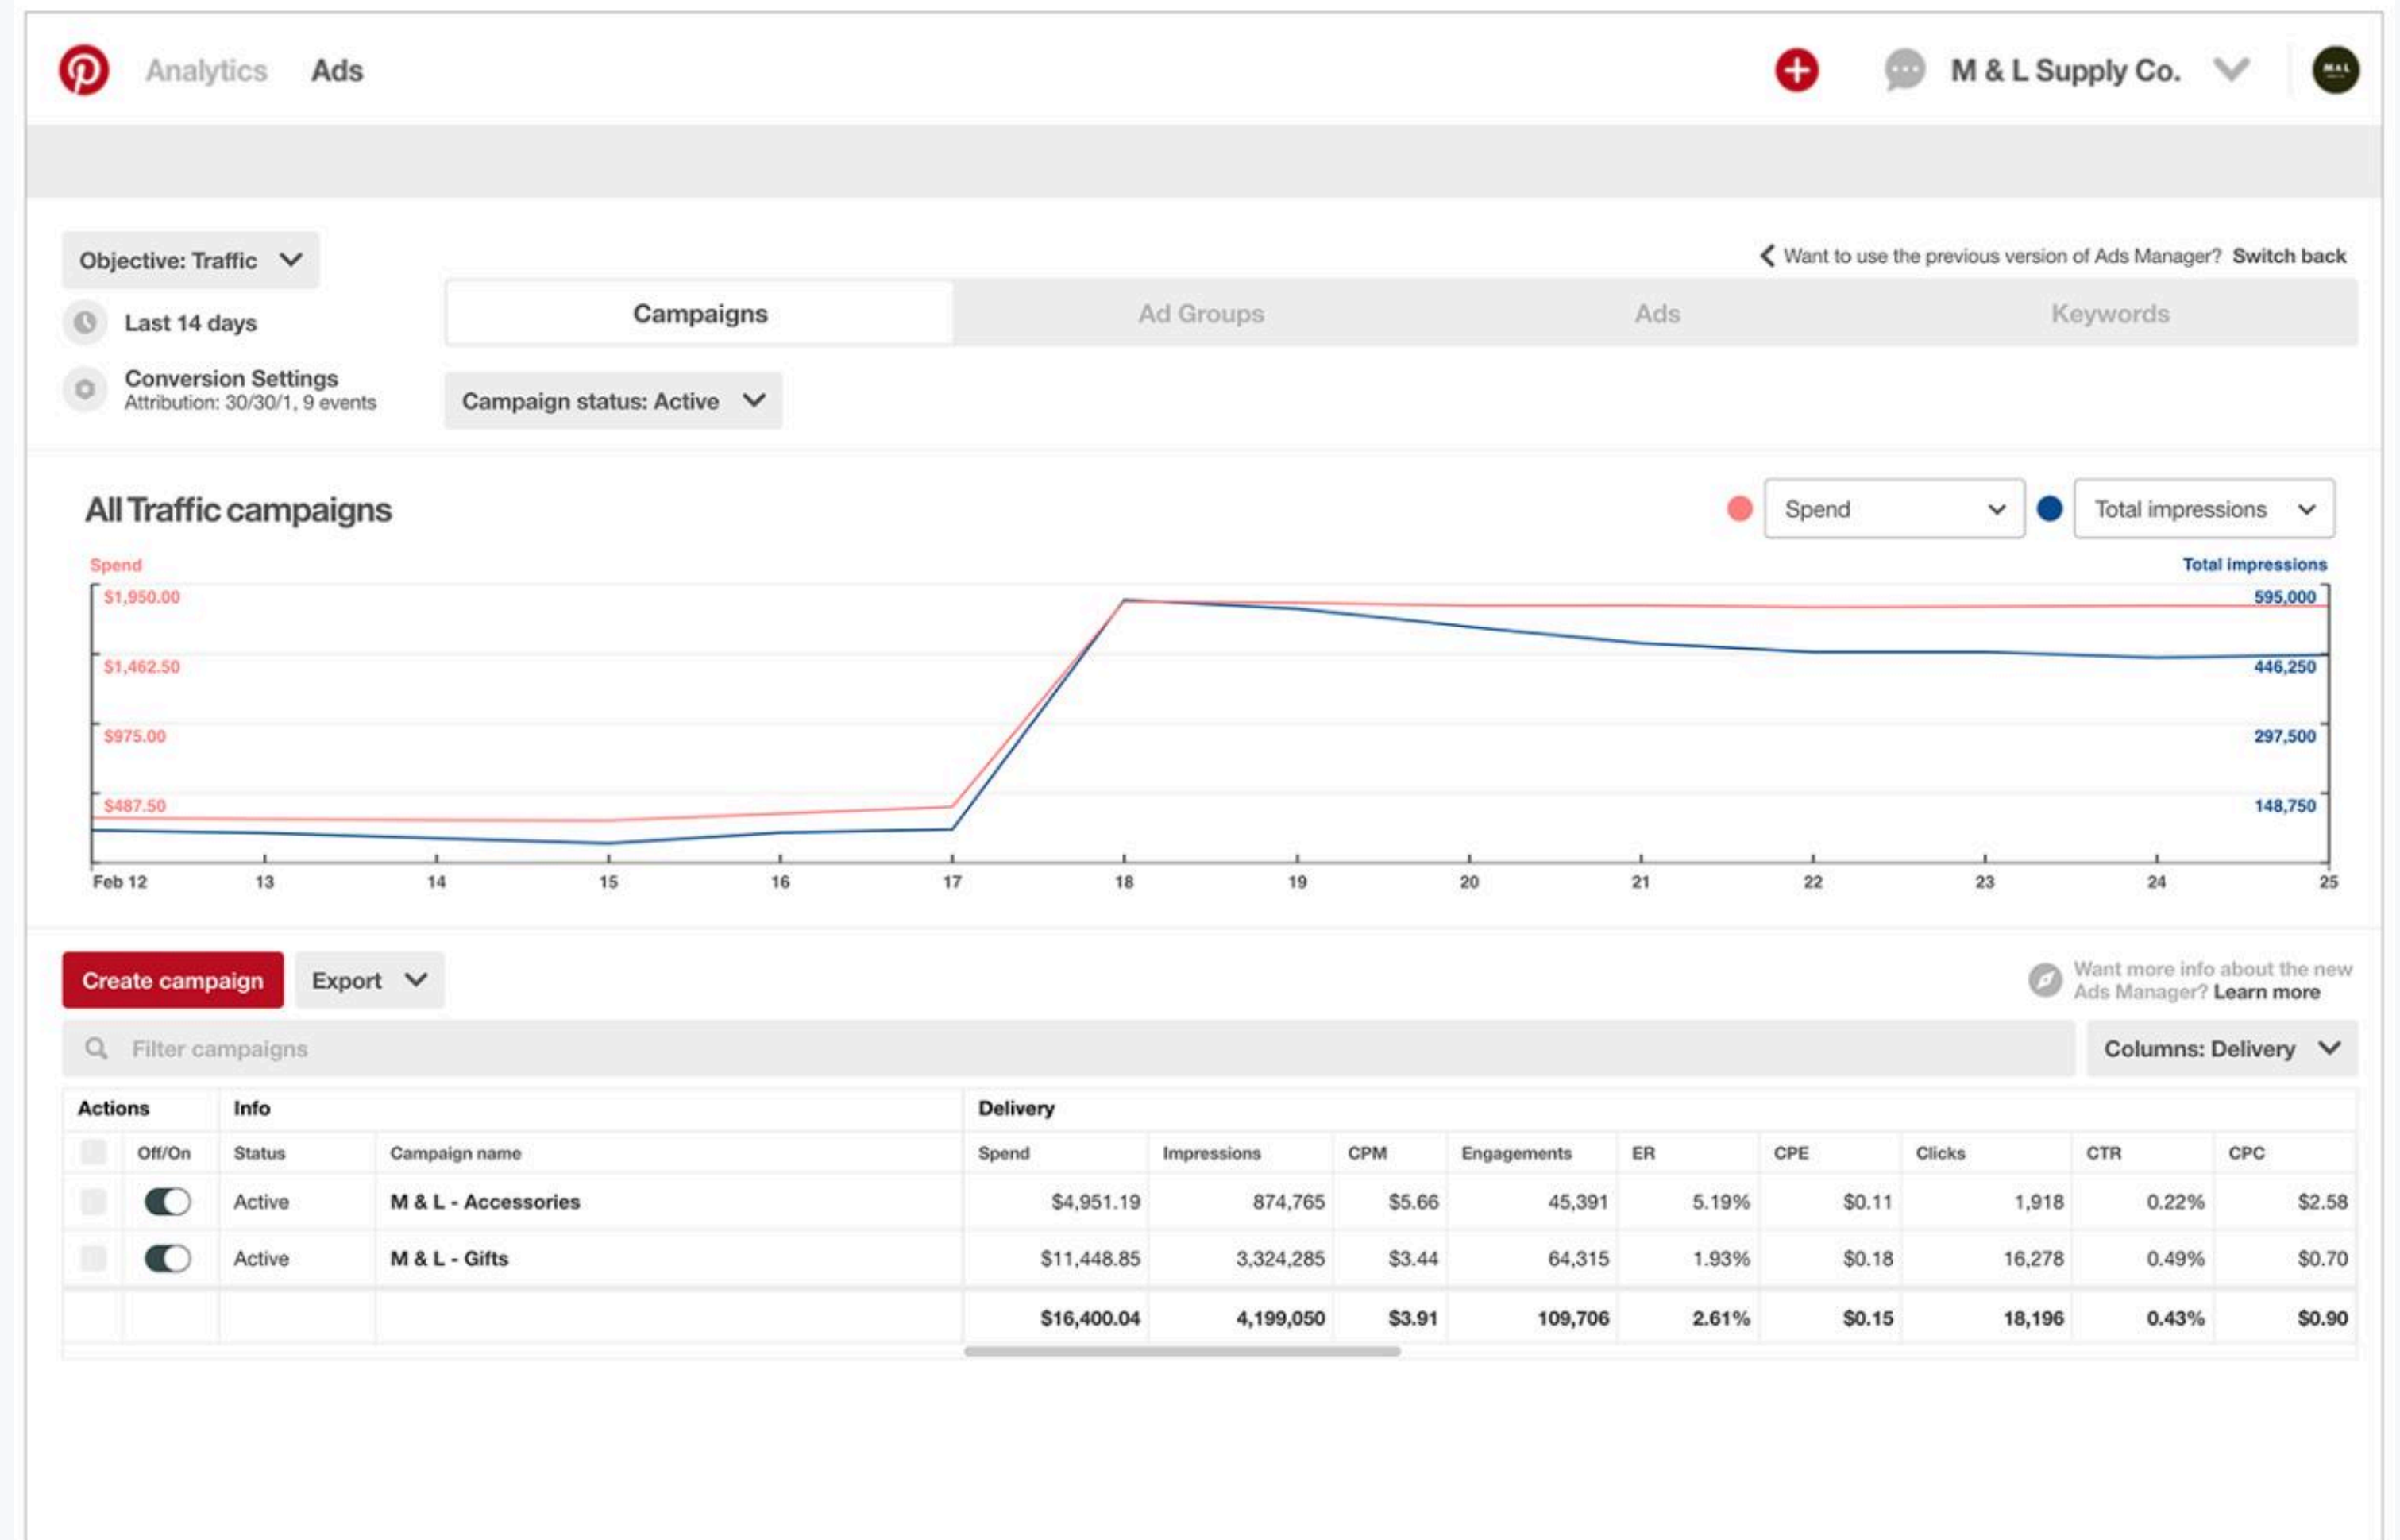 Analytics Ads M & L Supply Co. M&L
Objective: Traffic
Want to use the previous version of Ads Manager? Switch back
Last 14 days
Campaigns Ad Groups Ads Keywords
Conversion Settings
Attribution: 30/30/1, 9 events
Campaign status: Active
All Traffic campaigns
Spend Total impressions
Spend Total impressions
$1,950.00 595,000
$1,462.50 446,250
$975.00 297,500
$487.50 148,750
Feb 12 13 14 15 16 17 18 19 20 21 22 23 24 25
Create campaign Export
Want more info about the new
Ads Manager? Learn more
Filter campaigns Columns: Delivery
Actions Info Delivery
Off/On Status Campaign name Spend Impressions CPM Engagements ER CPE Clicks CTR CPC
Active M & L - Accessories $4,951.19 874,765 $5.66 45,391 5.19% $0.11 1,918 0.22% $2.58
Active M & L - Gifts $11,448.85 3,324,285 $3.44 64,315 1.93% $0.18 16,278 0.49% $0.70
$16,400.04 4,199,050 $3.91 109,706 2.61% $0.15 18,196 0.43% $0.90